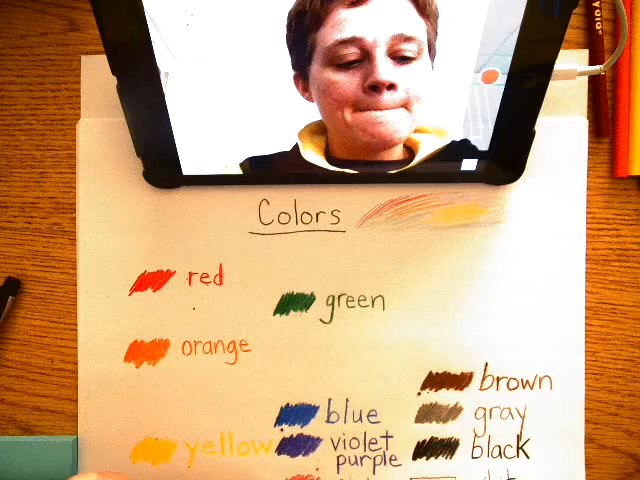 Colors
red
green
orange
brown
blue
gray
yellow
violet
purple
black